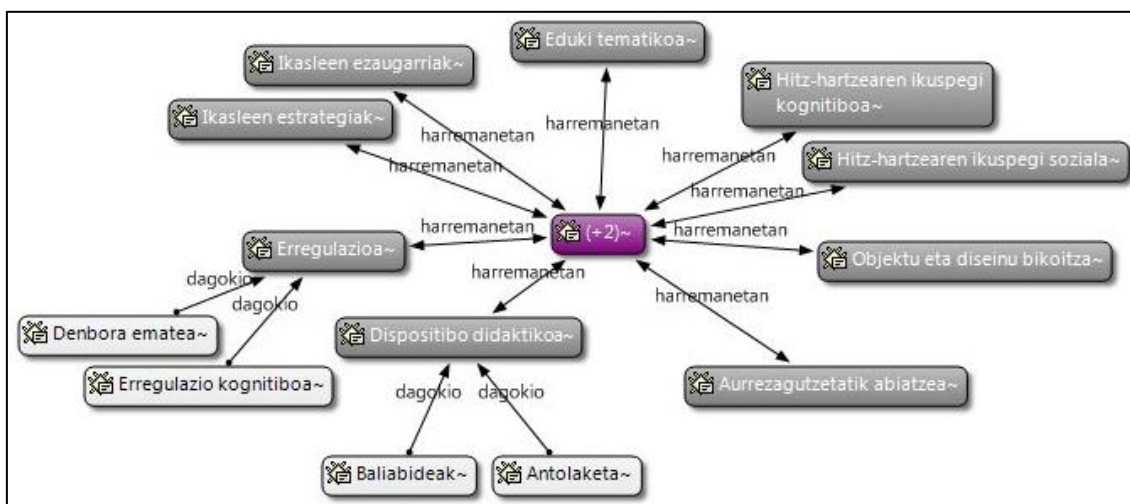 Eduki tematikoa~
Ikasleen ezaugarriak~
Hitz-hartzearen ikuspegi
kognitiboa~
Ikasleen estrategiak~
harremanetan
harremanetan
harremanetan
harremanetan
Hitz-hartzearen ikuspegi soziala~
harremanetan
harremanetan
(+2)~
harremanetan
Erregulazioa~
Objektu eta diseinu bikoitza~
harremanetan
dagokio
harremanetan
dagokio
Denbora ematea~
Dispositibo didaktikoa~
Erregulazio kognitiboa~
Aurrezagutzetatik abiatzea~
dagokio
dagokio
Baliabideak~
Antolaketa~